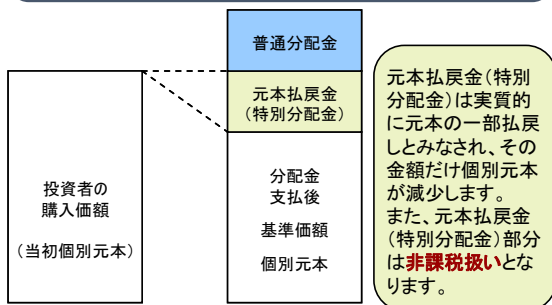 普通分配金
元本払戻金
(特別分配金)
投資者の
購入価額
(当初個別元本)
分配金
支払後
基準価額
個別元本
元本払戻金(特別
分配金)は実質的
に元本の一部払戻
しとみなされ、その
金額だけ個別元本
が減少します。
また、元本払戻金
(特別分配金)部分
は非課税扱いとな
ります。